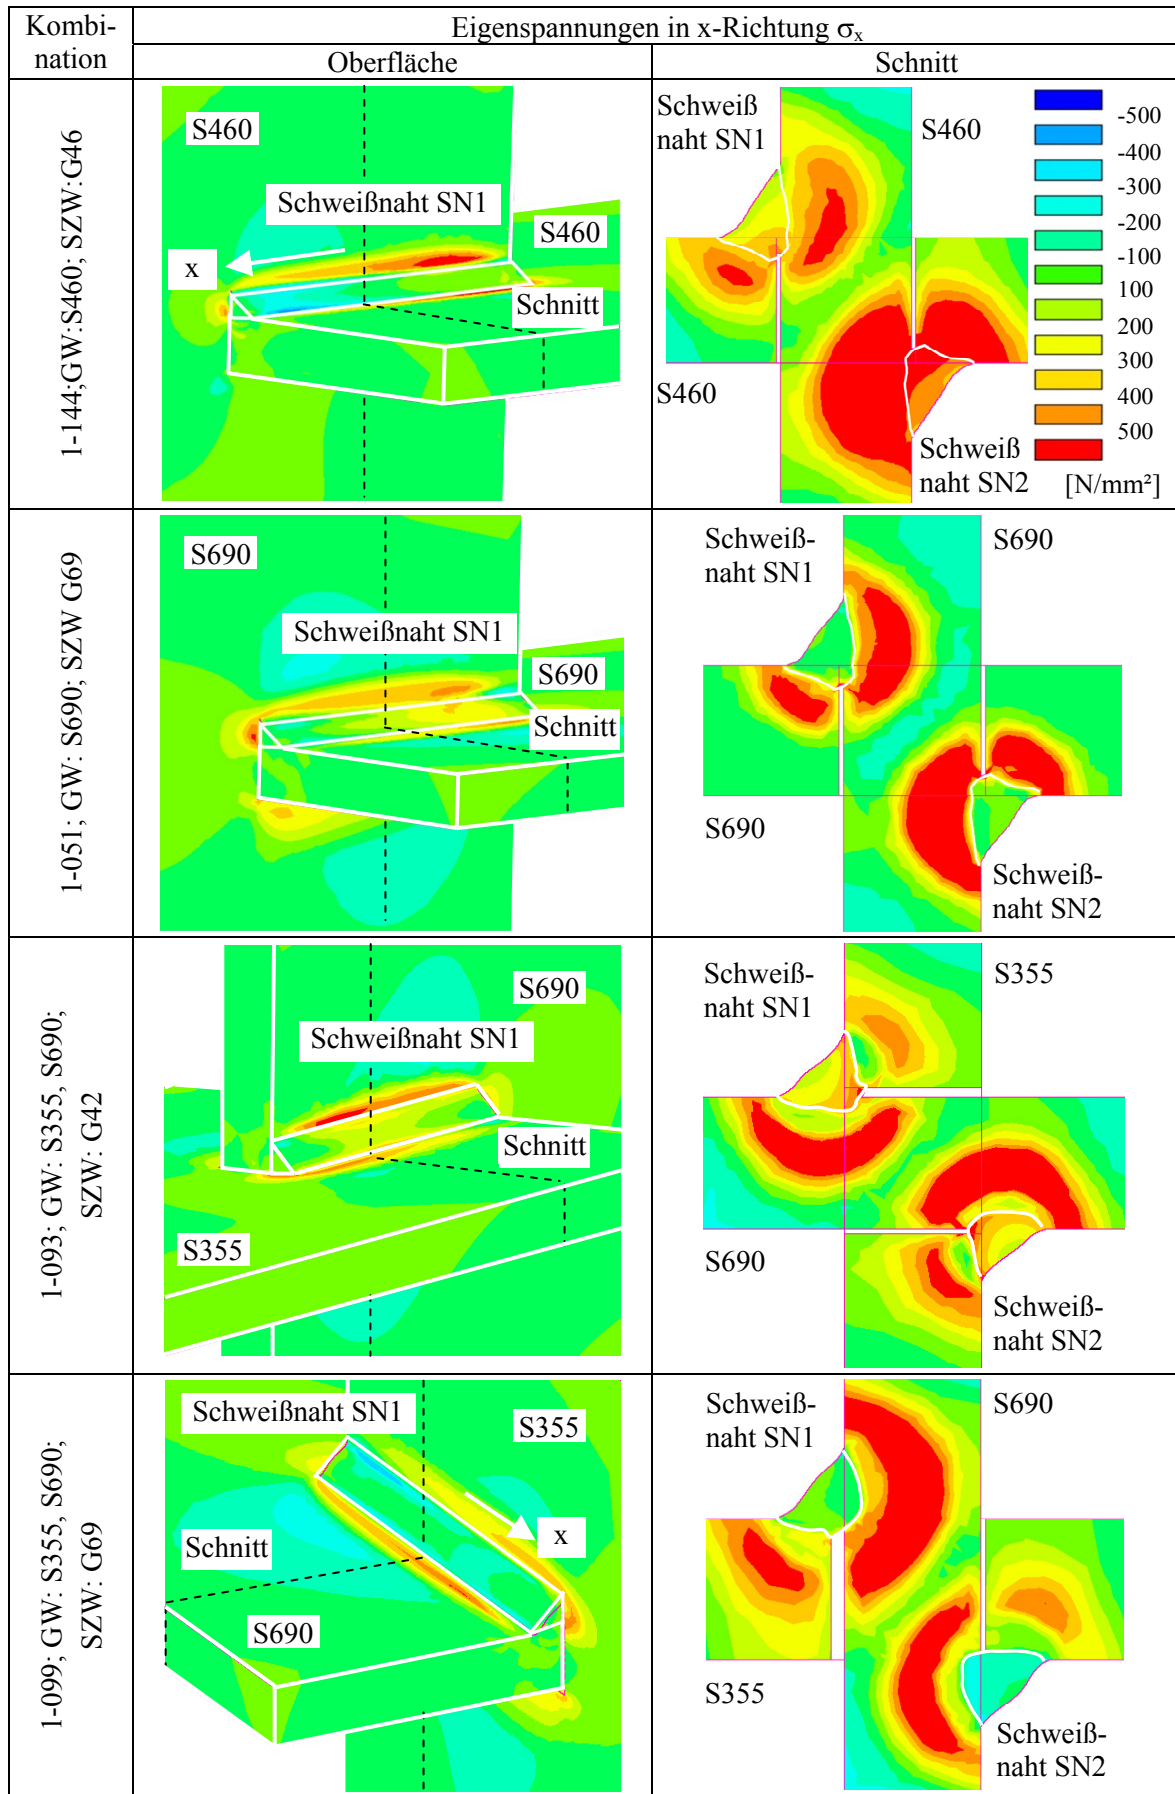 Kombi-
nation
Eigenspannungen in x-Richtung σx
Oberfläche
Schnitt
1-144;GW:S460; SZW:G46
S460
Schweißnaht SN1
S460
x
Schnitt
Schweiß
naht SN1
S460
S460
Schweiß
naht SN2
-500
-400
-300
-200
-100
100
200
300
400
500
[N/mm²]
1-051; GW: S690; SZW G69
S690
Schweißnaht SN1
S690
Schnitt
Schweiß-
naht SN1
S690
S690
Schweiß-
naht SN2
1-093; GW: S355, S690;
SZW: G42
S690
Schweißnaht SN1
Schnitt
S355
Schweiß-
naht SN1
S355
S690
Schweiß-
naht SN2
1-099; GW: S355, S690;
SZW: G69
Schweißnaht SN1
S355
x
Schnitt
S690
Schweiß-
naht SN1
S690
S355
Schweiß-
naht SN2